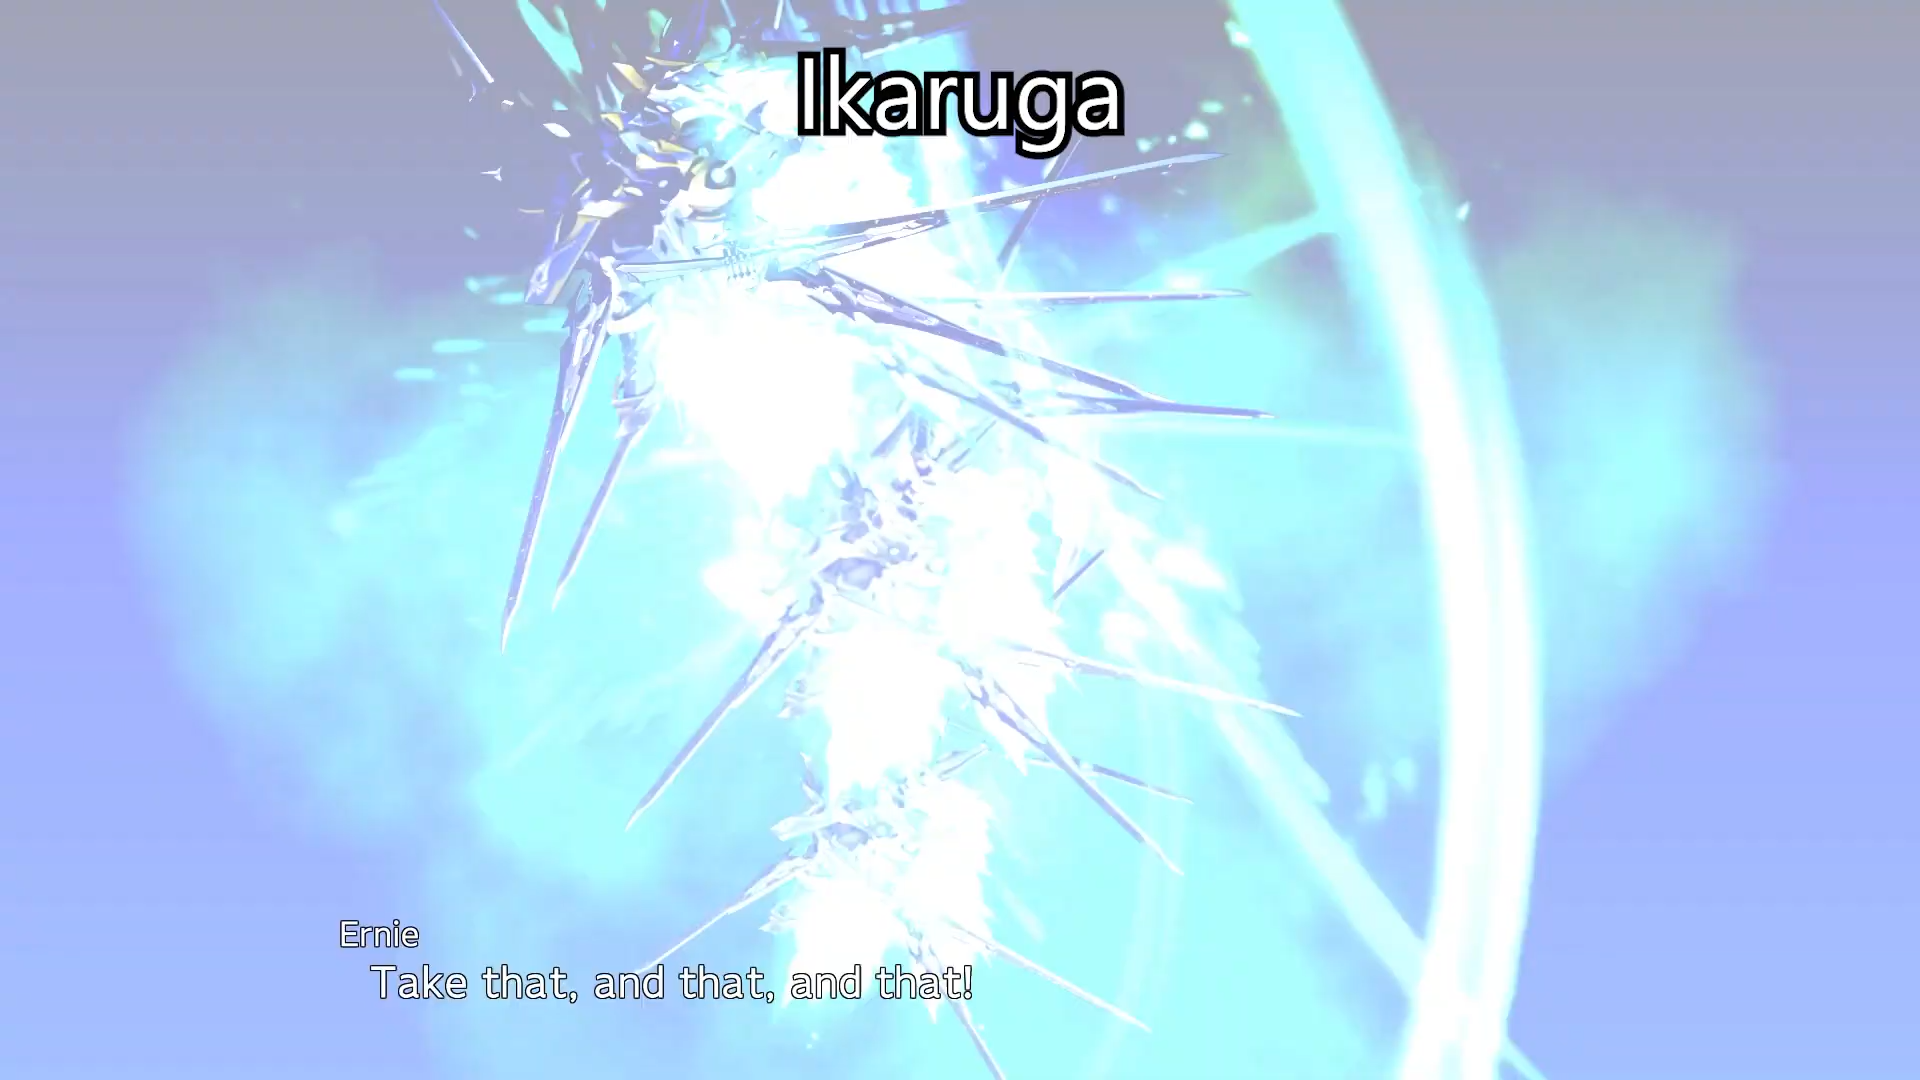 Ikaruga
Ernie
Take that, and that, and that!